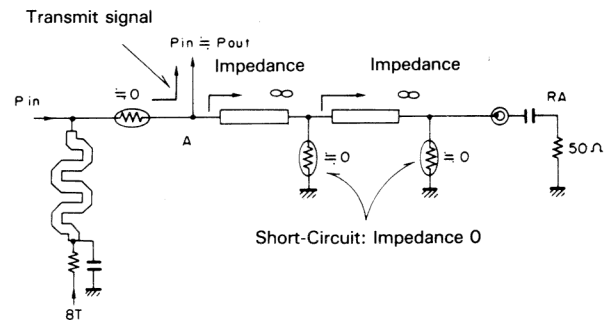 Transmit signal
Pin ≒ Pout
Impedance
Impedance
≒0
∞
∞
Pin
RA
A
≒0
≒0
50Ω
Short-Circuit: Impedance 0
8T